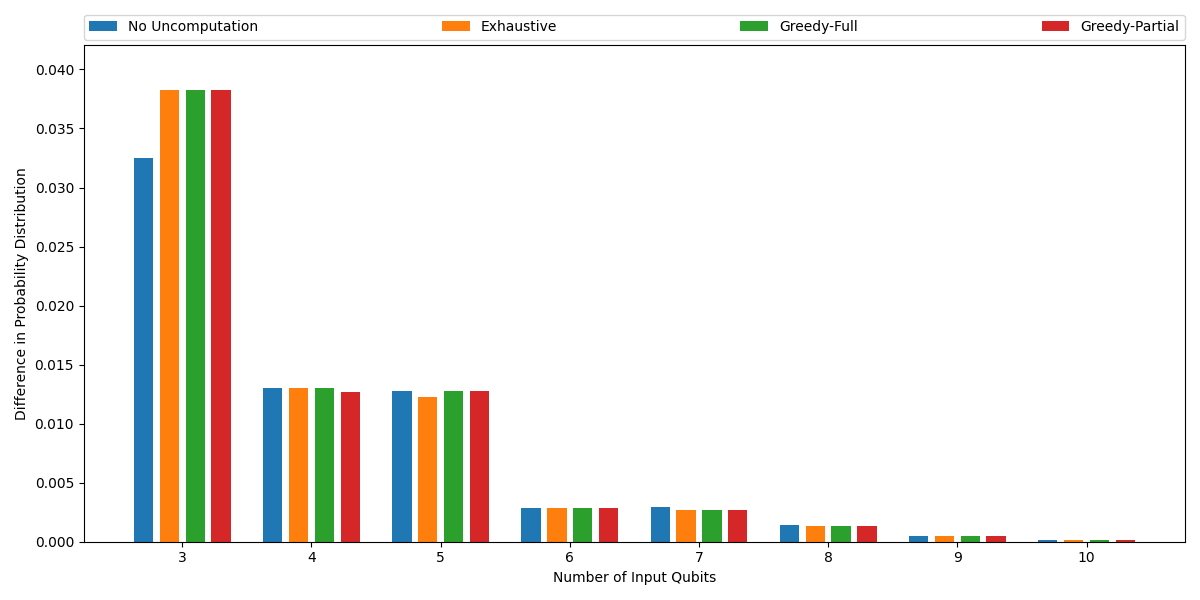 No Uncomputation Exhaustive Greedy-Full Greedy-Partial
0.040
0.035
0.030
0.025
0.020
0.015
0.010
0.005
0.000
Difference in Probability Distribution
3 4 5 6 7 8 9 10
Number of Input Qubits